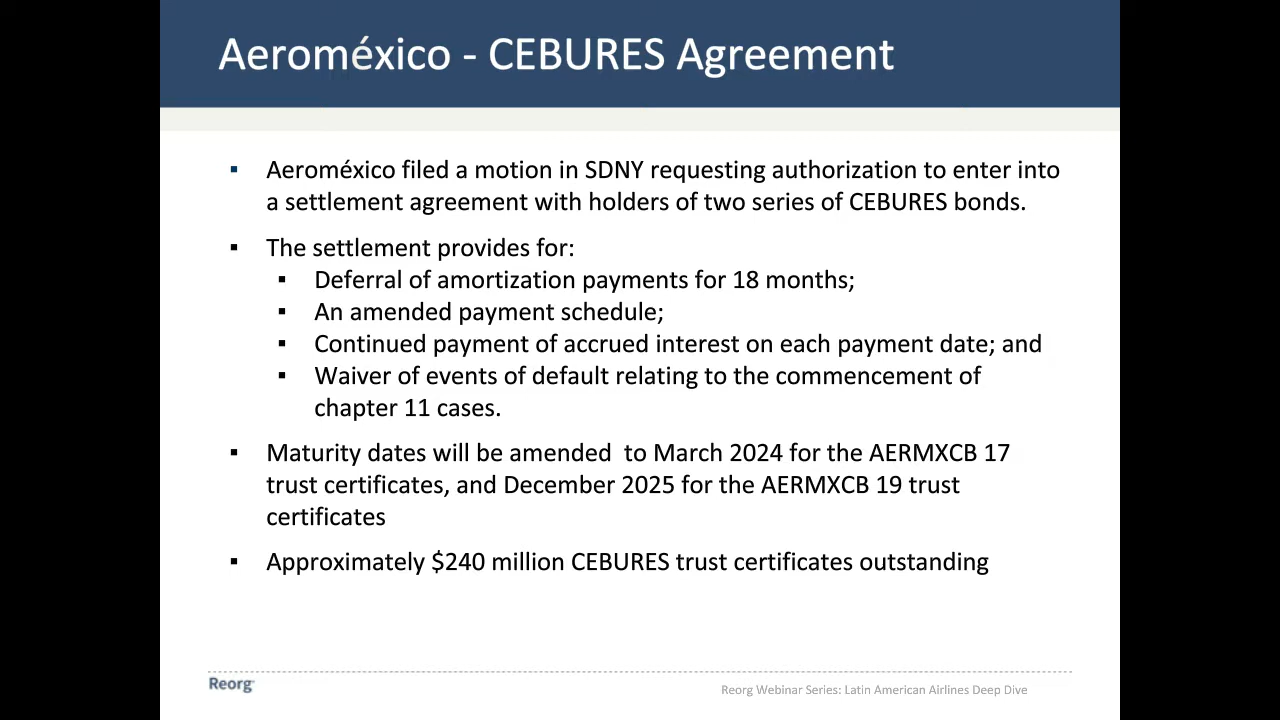 Aeroméxico - CEBURES Agreement
▪ Aeroméxico filed a motion in SDNY requesting authorization to enter into
a settlement agreement with holders of two series of CEBURES bonds.
▪ The settlement provides for:
▪ Deferral of amortization payments for 18 months;
▪ An amended payment schedule;
▪ Continued payment of accrued interest on each payment date; and
▪ Waiver of events of default relating to the commencement of
chapter 11 cases.
▪ Maturity dates will be amended  to March 2024 for the AERMXCB 17
trust certificates, and December 2025 for the AERMXCB 19 trust
certificates
▪ Approximately $240 million CEBURES trust certificates outstanding
Reorg
Reorg Webinar Series: Latin American Airlines Deep Dive